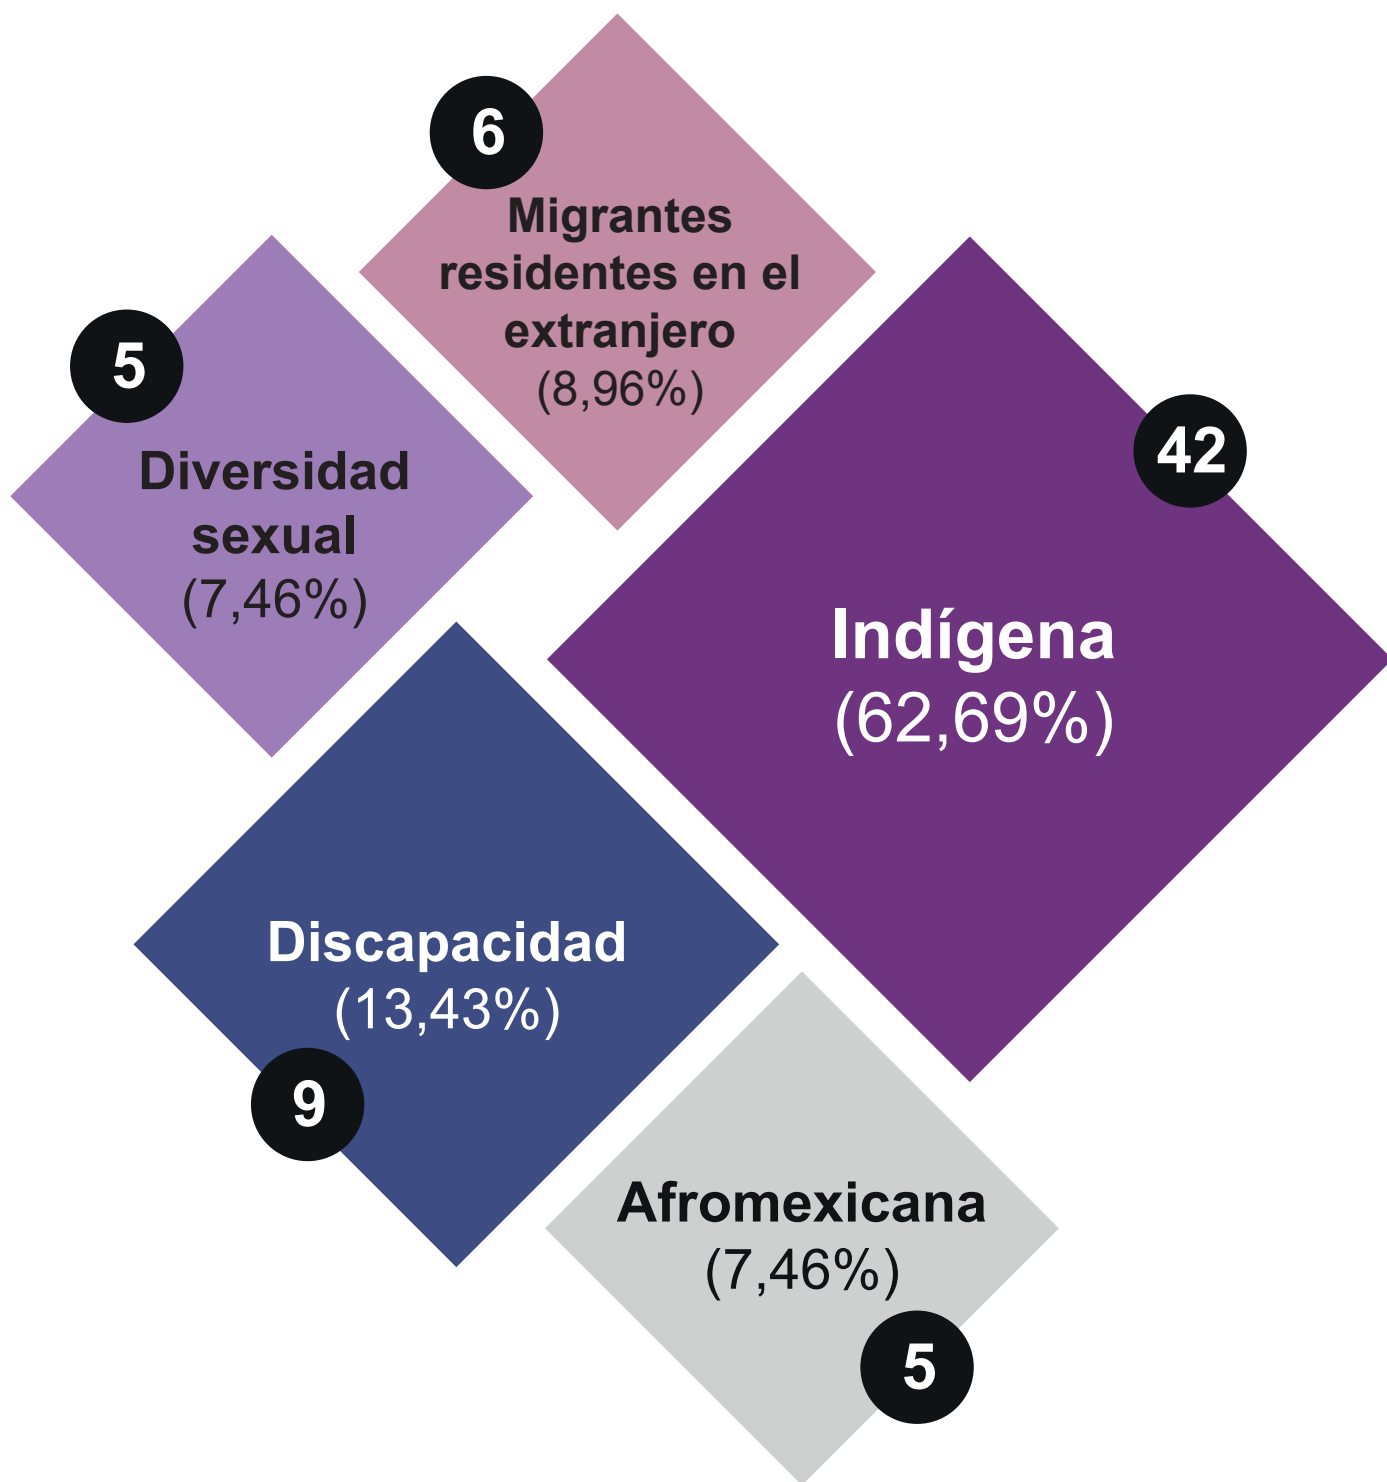 6
Migrantes
residentes en el
extranjero
(8,96%)
5
Diversidad
sexual
(7,46%)
42
Indígena
(62,69%)
Discapacidad
(13,43%)
9
Afromexicana
(7,46%)
5